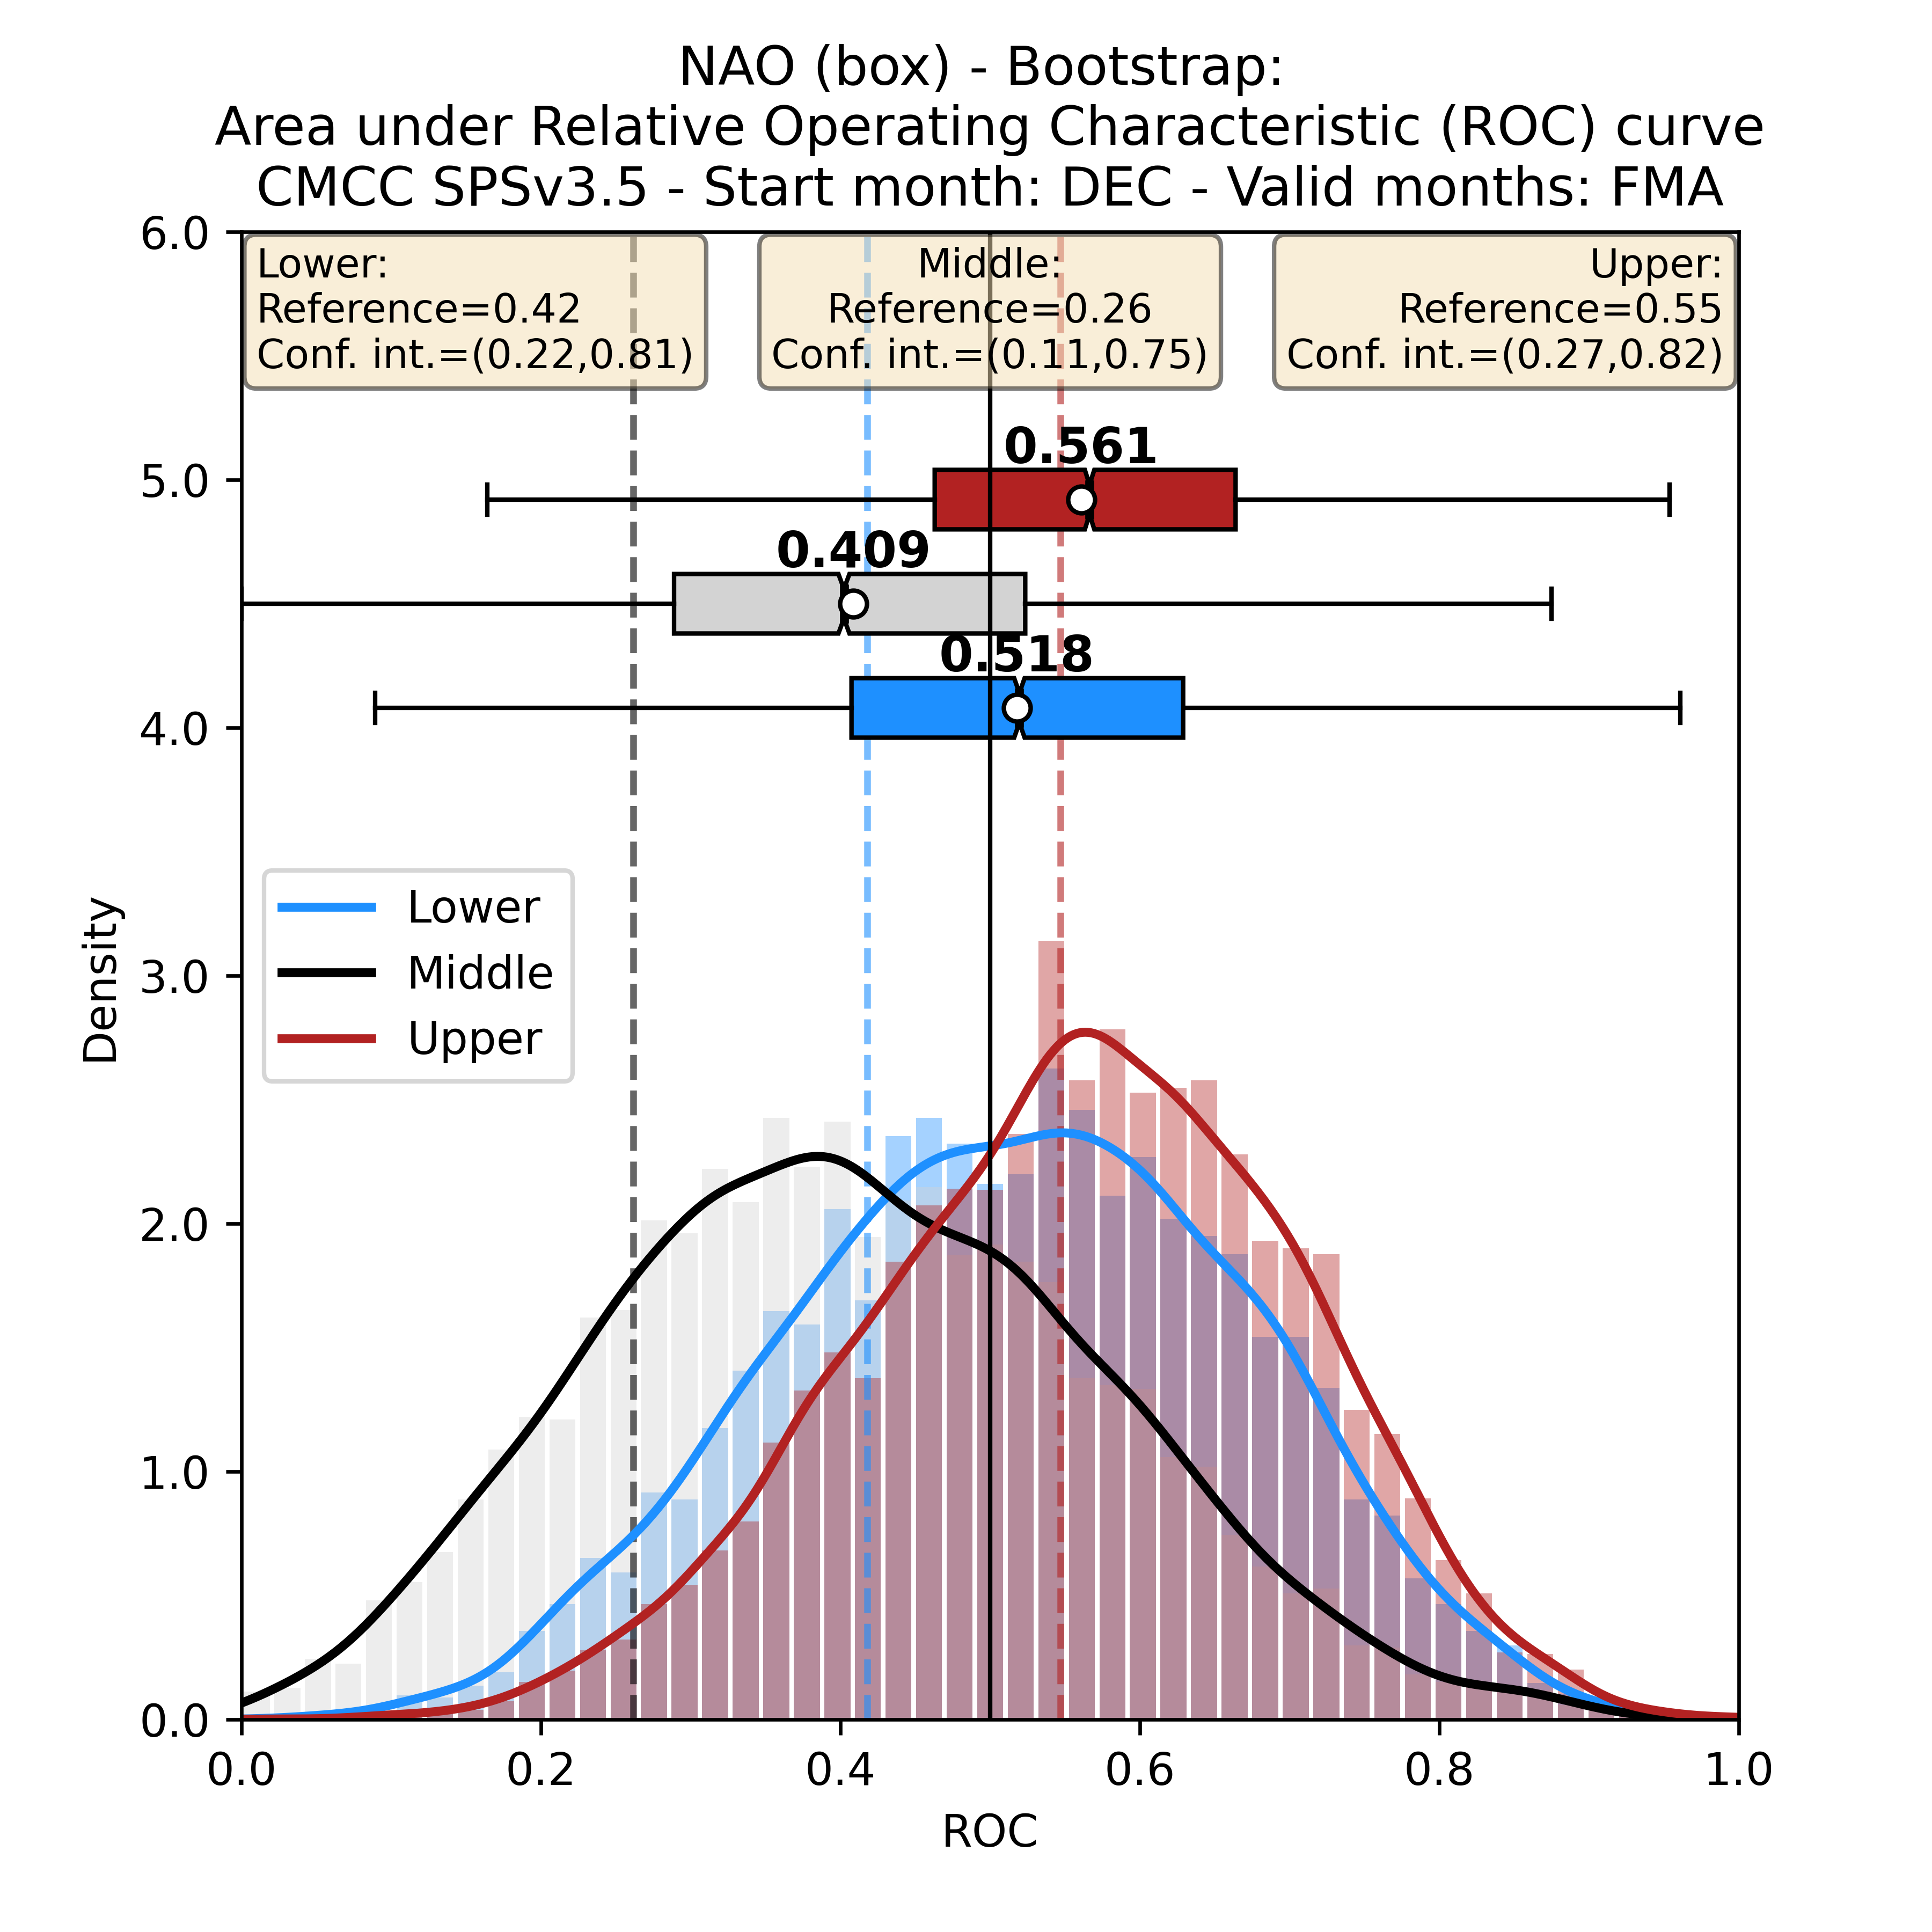 NAO (box) - Bootstrap:
Area under Relative Operating Characteristic (ROC) curve
CMCC SPSv3.5 - Start month: DEC - Valid months: FMA
Lower:
Reference=0.42
Conf. int.=(0.22,0.81)
Middle:
Reference=0.26
Conf. int.=(0.11,0.75)
Upper:
Reference=0.55
Conf. int.=(0.27,0.82)
0.561
0.409
0.518
Lower
Middle
Upper
Density
6.0
5.0
4.0
3.0
2.0
1.0
0.0
0.0
0.2
0.4
0.6
0.8
1.0
ROC